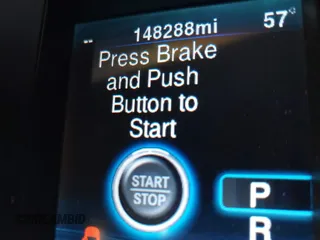 -- 148288mi 57°
Press Brake
and Push
Button to
Start
START
STOP
P
R